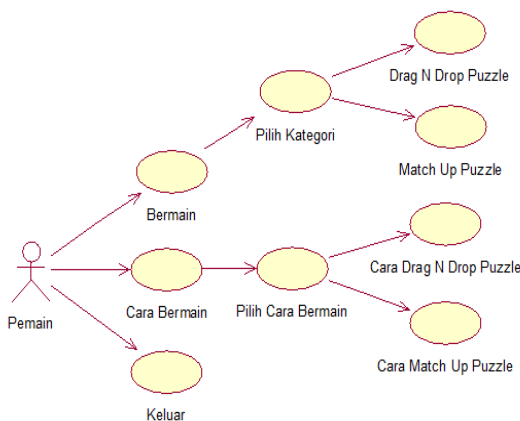 Drag N Drop Puzzle
Pilih Kategori
Match Up Puzzle
Bermain
Cara Drag N Drop Puzzle
Pemain
Cara Bermain
Pilih Cara Bermain
Cara Match Up Puzzle
Keluar